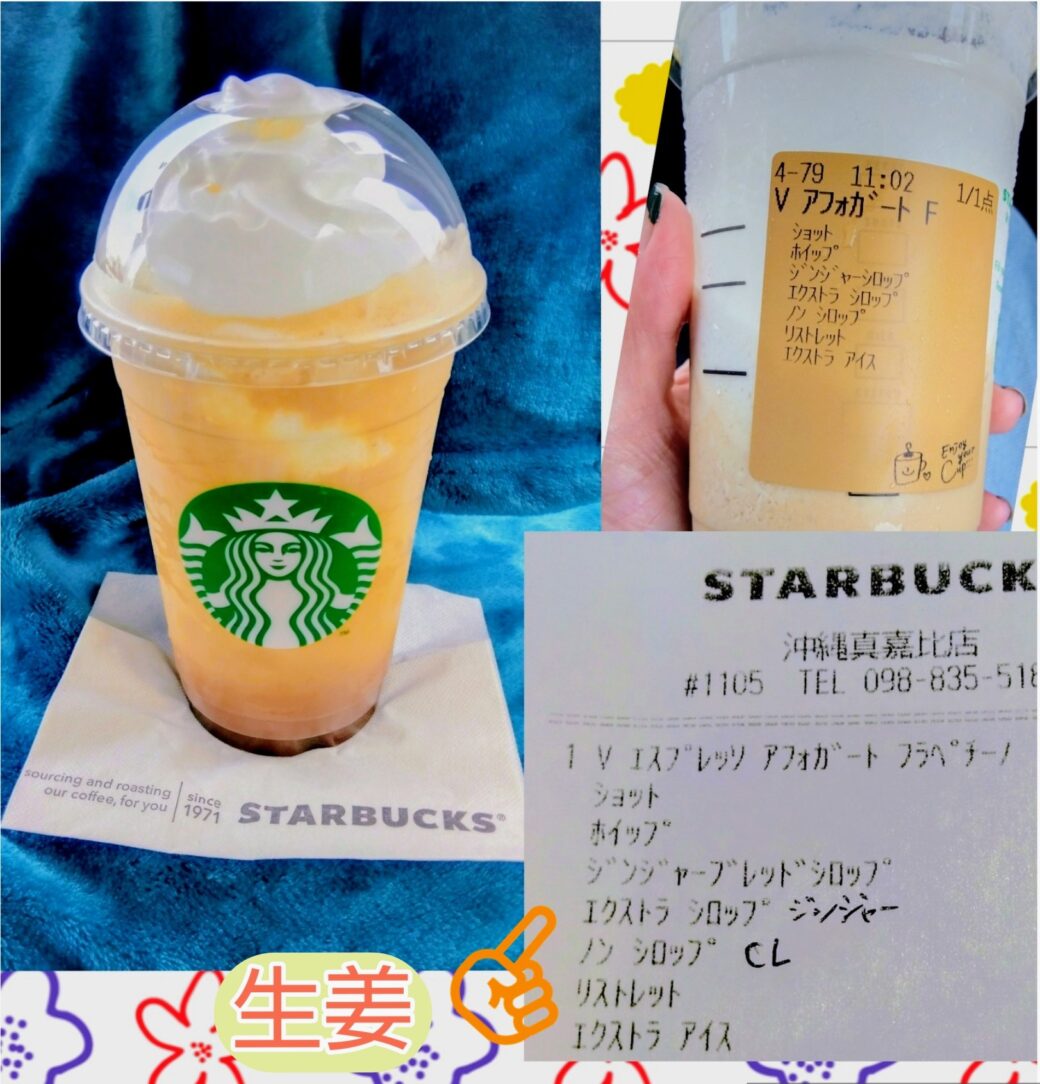 4-79 11:02 1/1点
V アフォガート F
ショット
ホイップ
ジンジャーシロップ
エクストラ シロップ
ノン シロップ
リストレット
エクストラ アイス
Enjoy
your
Cup
STARBUCK
沖縄真嘉比店
#1105 TEL 098-835-518
1 V エスプレッソ アフォガート フラペチーノ
ショット
ホイップ
ジンジャーブレッドシロップ
エクストラ シロップ ジンジャー
ノン シロップ CL
リストレット
エクストラ アイス
sourcing and roasting
our coffee, for you
since
1971
STARBUCKS®
生姜